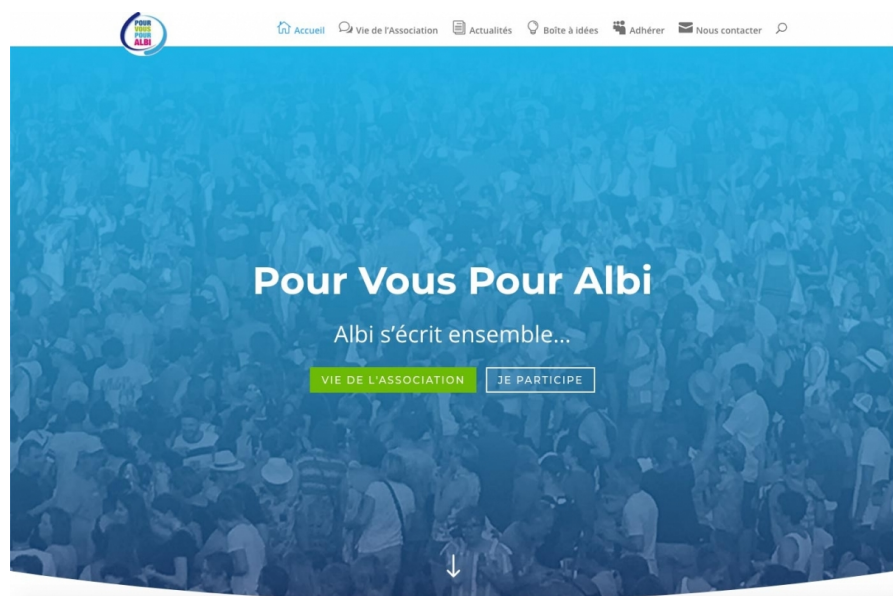 POUR
VOUS
POUR
ALBI
Accueil
Vie de l'Association
Actualités
Boîte à idées
Adhérer
Nous contacter
Pour Vous Pour Albi
Albi s'écrit ensemble...
VIE DE L'ASSOCIATION
JE PARTICIPE